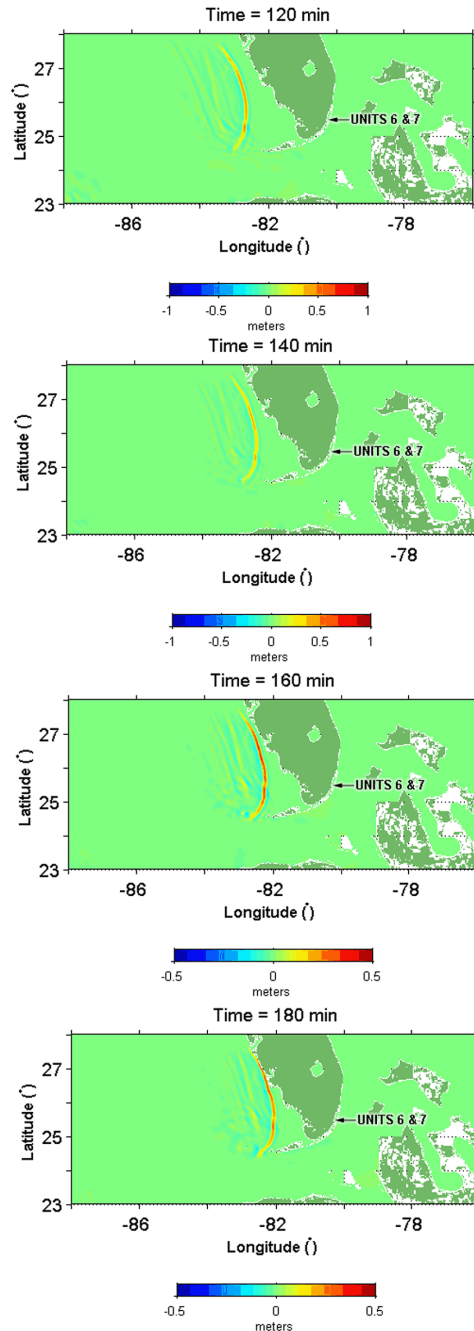 Time = 120 min
27
25
23
Latitude (°)
UNITS 6 & 7
-86 -82 -78
Longitude (°)
-1 -0.5 0 0.5 1
meters
Time = 140 min
27
25
23
Latitude (°)
UNITS 6 & 7
-86 -82 -78
Longitude (°)
-1 -0.5 0 0.5 1
meters
Time = 160 min
27
25
23
Latitude (°)
UNITS 6 & 7
-86 -82 -78
Longitude (°)
-0.5 0 0.5
meters
Time = 180 min
27
25
23
Latitude (°)
UNITS 6 & 7
-86 -82 -78
Longitude (°)
-0.5 0 0.5
meters